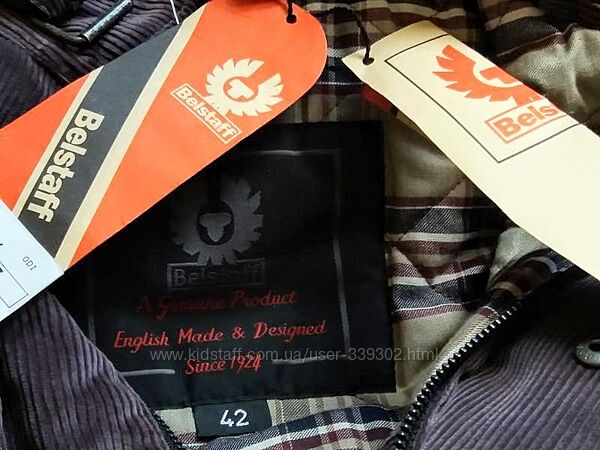 Belstaff
Belstaff
Belstaff
Belstaff
A Genuine Product
English Made & Designed
Since 1924
www.kidstaff.com.ua/user-339302.html
42
100